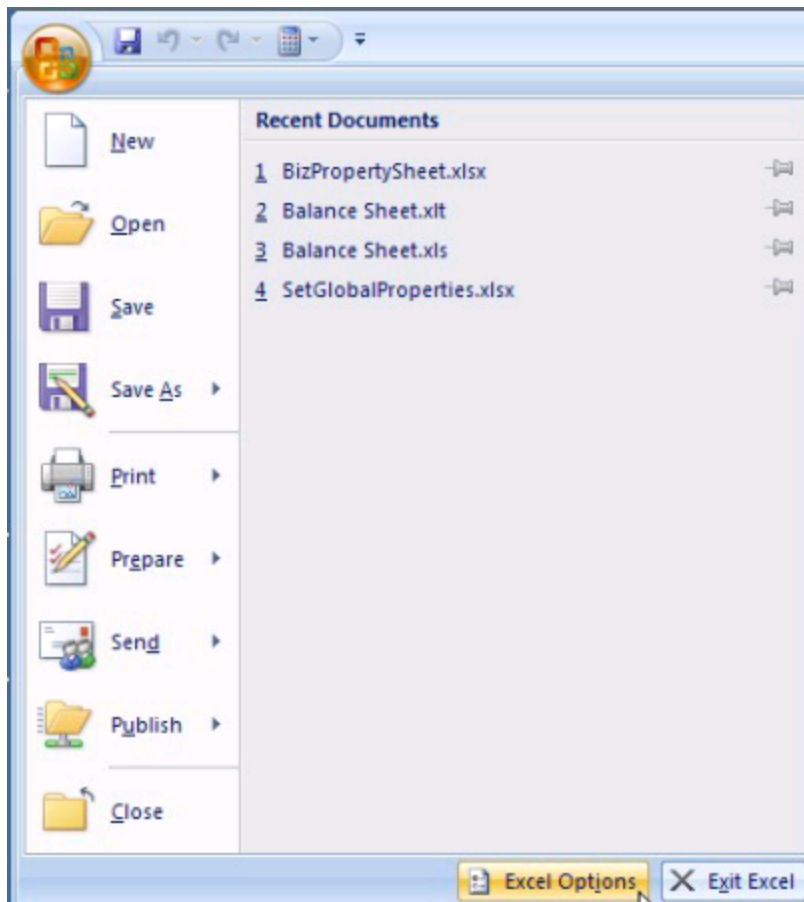 New
Open
Save
Save As
Print
Prepare
Send
Publish
Close
Recent Documents
1 BizPropertySheet.xlsx
2 Balance Sheet.xlt
3 Balance Sheet.xls
4 SetGlobalProperties.xlsx
Excel Options
Exit Excel